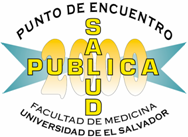 PUNTO DE ENCUENTRO
2000
SALUD
PUBLICA
FACULTAD DE MEDICINA
UNIVERSIDAD DE EL SALVADOR